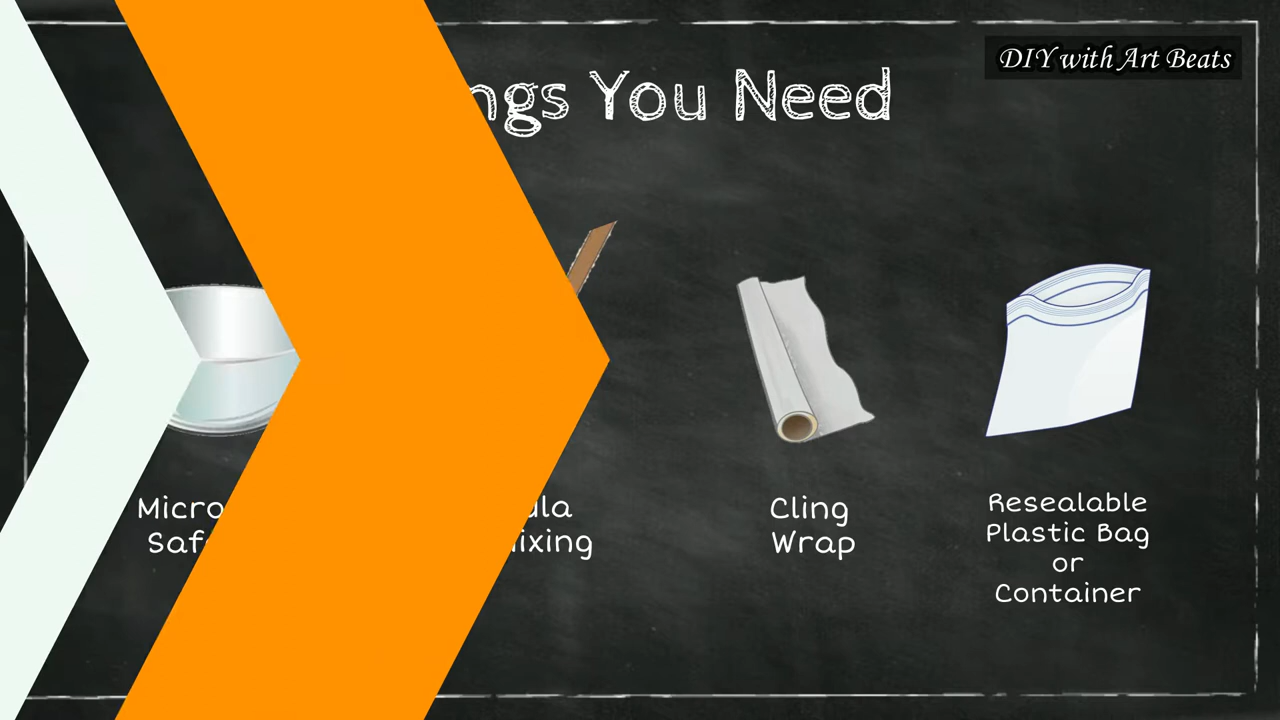 DIY with Art Beats
ngs You Need
Micro
Saf
ula
ixing
Cling
Wrap
Resealable
Plastic Bag
or
Container